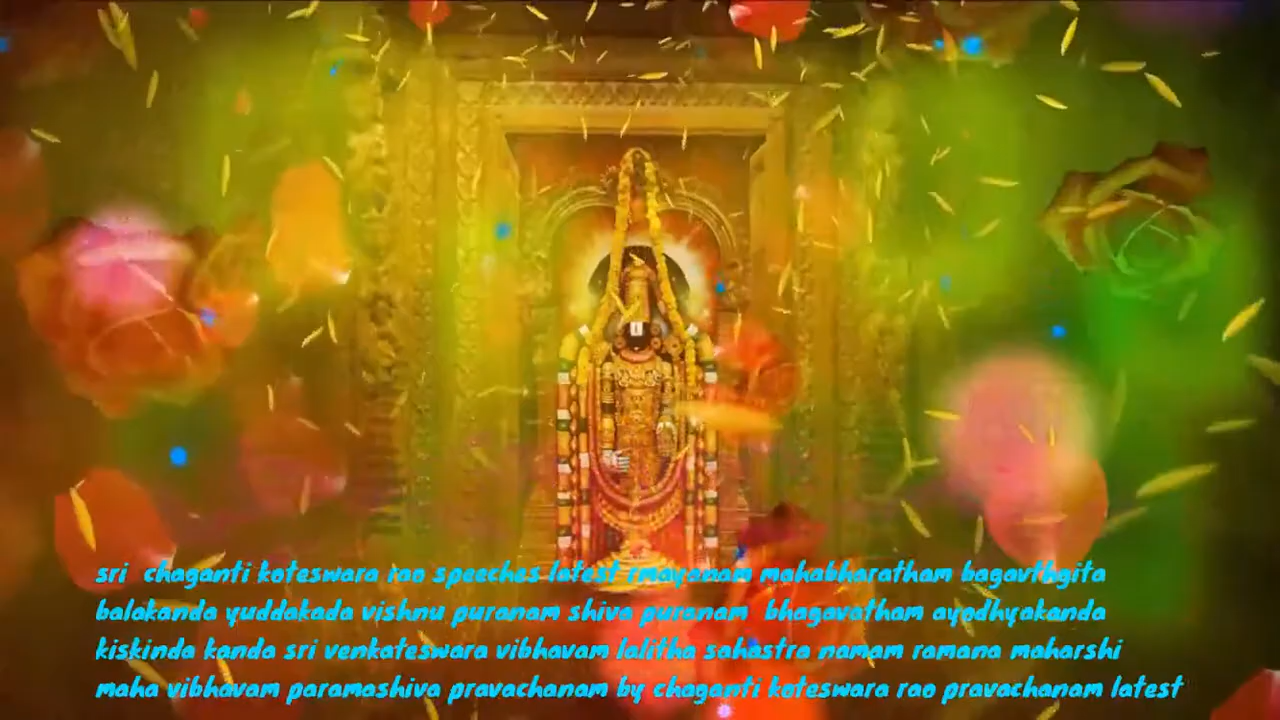 sri chaganti koteswara rao speeches latest rmayanam mahabharatham bagavthgita
balakanda yuddakada vishnu puranam shiva puranam bhagavatham ayodhyakanda
kiskinda kanda sri venkateswara vibhavam lalitha sahastra namam ramana maharshi
maha vibhavam paramashiva pravachanam by chaganti koteswara rao pravachanam latest